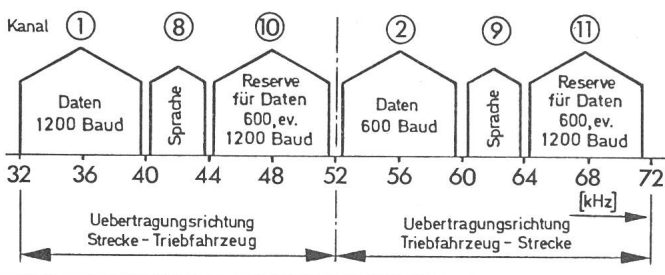 Kanal 1 8 10 2 9 11
Daten
1200 Baud
Sprache
Reserve
für Daten
600, ev.
1200 Baud
Daten
600 Baud
Sprache
Reserve
für Daten
600, ev.
1200 Baud
32 36 40 44 48 52 56 60 64 68 72
[kHz]
Uebertragungsrichtung
Strecke - Triebfahrzeug
Uebertragungsrichtung
Triebfahrzeug - Strecke